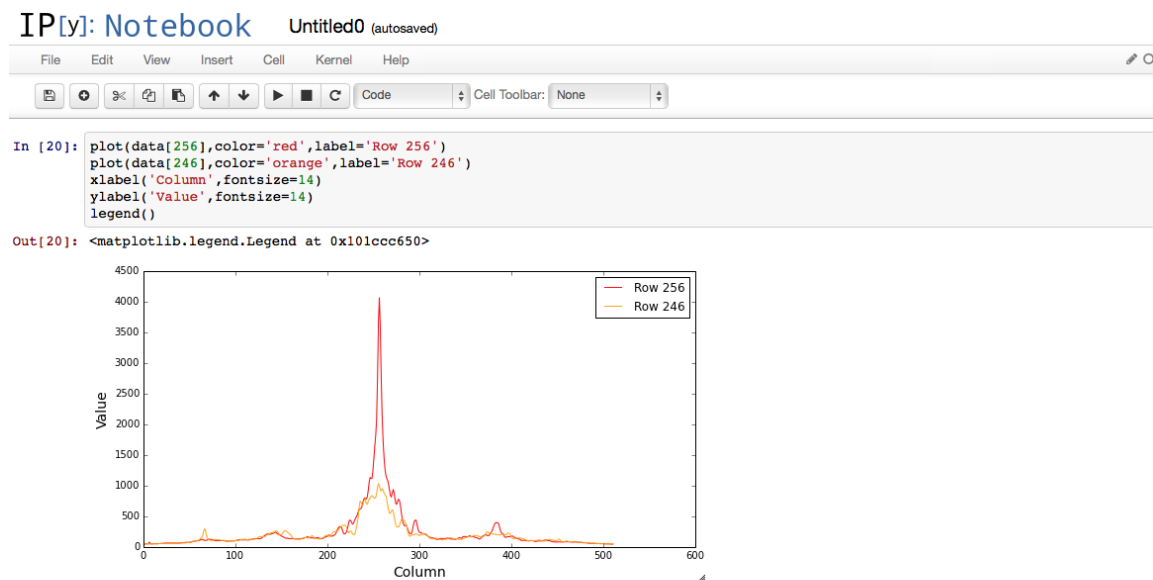 IP[y]: Notebook Untitled0 (autosaved)
File Edit View Insert Cell Kernel Help
Code Cell Toolbar: None
In [20]: plot(data[256],color='red',label='Row 256')
plot(data[246],color='orange',label='Row 246')
xlabel('Column',fontsize=14)
ylabel('Value',fontsize=14)
legend()
Out[20]: <matplotlib.legend.Legend at 0x101ccc650>
4500
4000
3500
3000
2500
2000
1500
1000
500
0
Value
Row 256
Row 246
0 100 200 300 400 500 600
Column